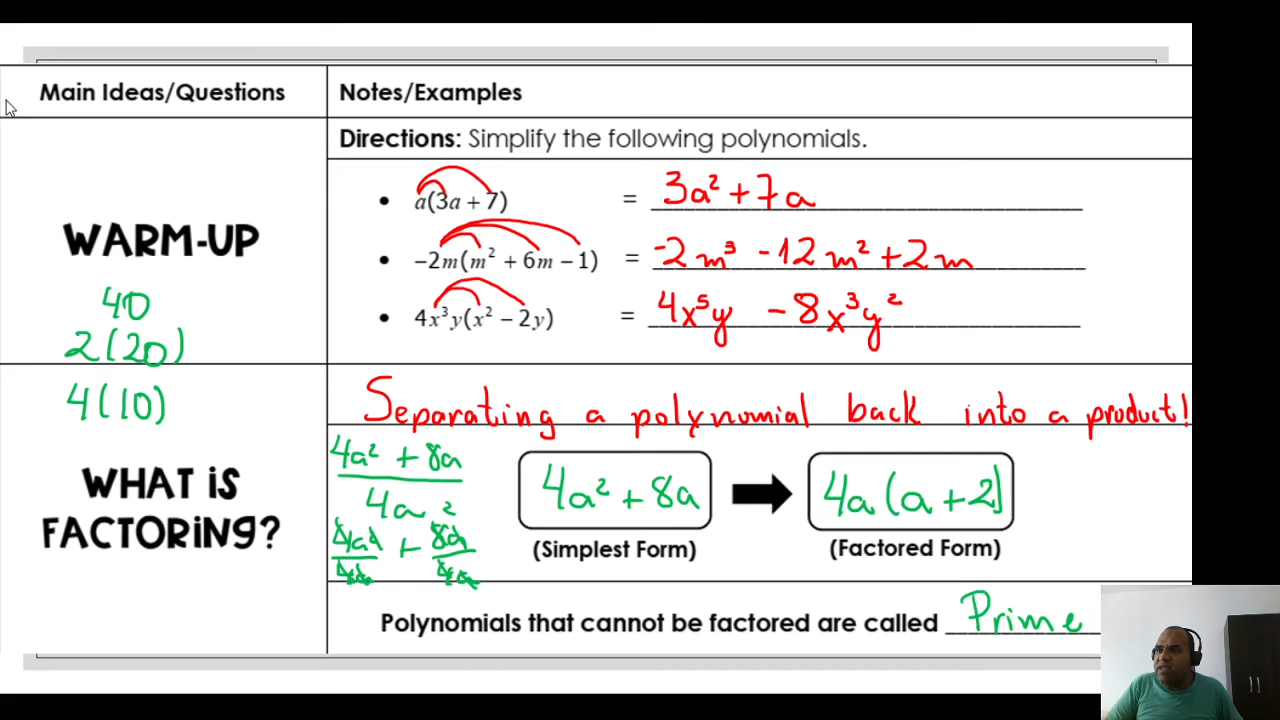 Main Ideas/Questions
Notes/Examples
Directions: Simplify the following polynomials.
WARM-UP
40
2(20)
4(10)
• a(3a + 7) = 3a² + 7a
• −2m(m² + 6m − 1) = -2m³ - 12m² + 2m
• 4x³y(x² − 2y) = 4x⁵y - 8x³y²
WHAT iS
FACTORiNG?
Separating a polynomial back into a product!
4a² + 8a
4a
4a² + 8a
4a(a + 2)
(Simplest Form)
(Factored Form)
Polynomials that cannot be factored are called Prime